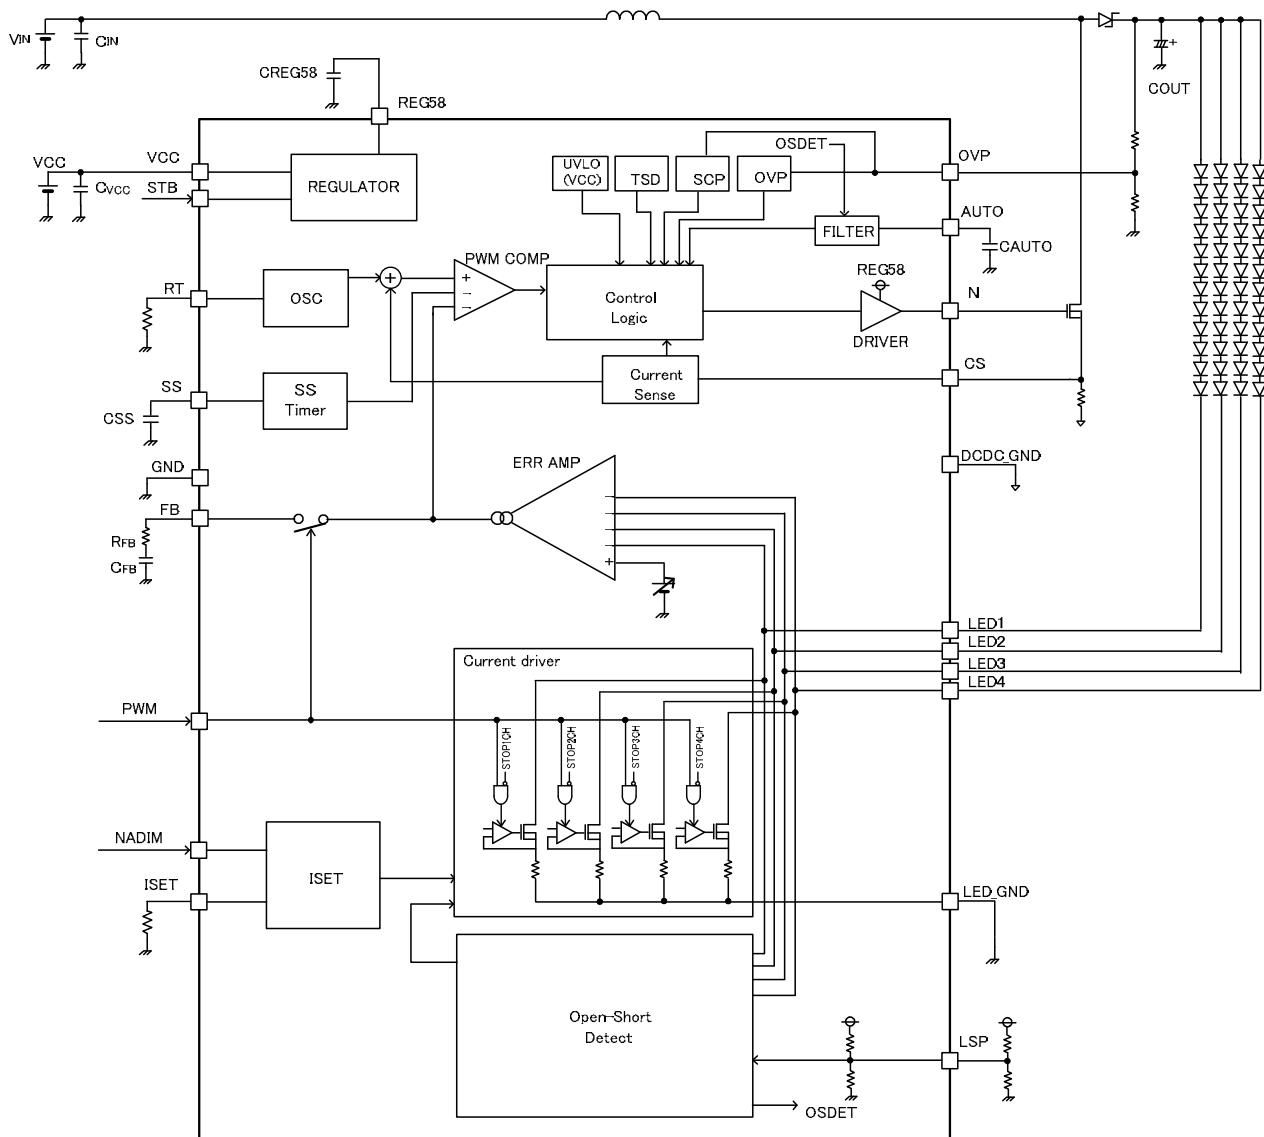 VIN
CIN
COUT
CREG58
REG58
VCC
CVCC
VCC
STB
REGULATOR
UVLO
(VCC)
TSD
SCP
OVP
OSDET
OVP
AUTO
CAUTO
FILTER
PWM COMP
RT
OSC
+
+
−
−
Control
Logic
REG58
DRIVER
N
SS
CSS
SS
Timer
Current
Sense
CS
GND
FB
RFB
CFB
ERR AMP
−
−
−
−
+
DCDC_GND
LED1
LED2
LED3
LED4
Current driver
PWM
STOP1CH
STOP2CH
STOP3CH
STOP4CH
NADIM
ISET
ISET
LED_GND
Open-Short
Detect
LSP
OSDET